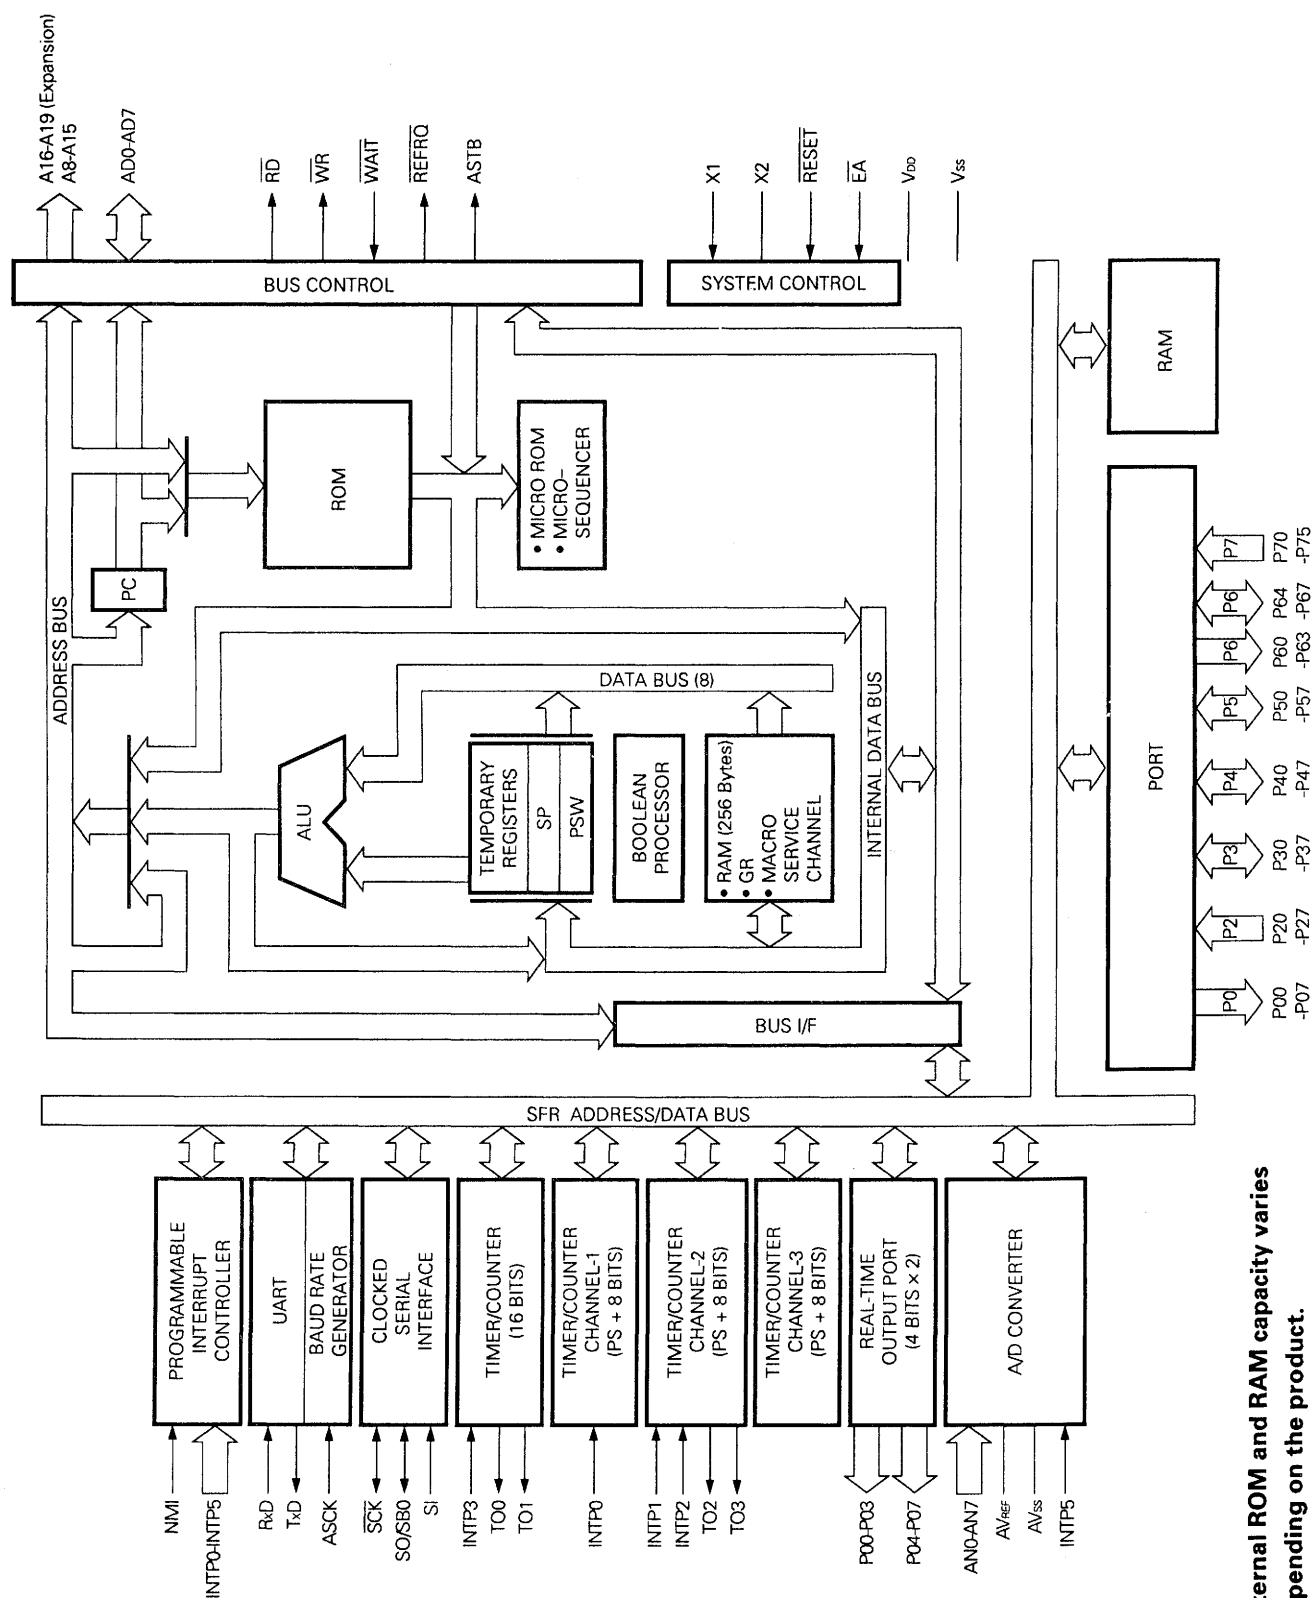 NMI
INTP0-INTP5
RxD
TxD
ASCK
SCK
SO/SB0
SI
INTP3
TO0
TO1
INTP0
INTP1
INTP2
TO2
TO3
P00-P03
P04-P07
AN0-AN7
AVREF
AVSS
INTP5
PROGRAMMABLE
INTERRUPT
CONTROLLER
UART
BAUD RATE
GENERATOR
CLOCKED
SERIAL
INTERFACE
TIMER/COUNTER
(16 BITS)
TIMER/COUNTER
CHANNEL-1
(PS + 8 BITS)
TIMER/COUNTER
CHANNEL-2
(PS + 8 BITS)
TIMER/COUNTER
CHANNEL-3
(PS + 8 BITS)
REAL-TIME
OUTPUT PORT
(4 BITS × 2)
A/D CONVERTER
SFR ADDRESS/DATA BUS
BUS I/F
ADDRESS BUS
ALU
TEMPORARY
REGISTERS
SP
PSW
BOOLEAN
PROCESSOR
• RAM (256 Bytes)
• GR
• MACRO
SERVICE
CHANNEL
DATA BUS (8)
INTERNAL DATA BUS
PC
ROM
• MICRO ROM
• MICRO-
SEQUENCER
BUS CONTROL
SYSTEM CONTROL
A16-A19 (Expansion)
A8-A15
AD0-AD7
RD
WR
WAIT
REFRQ
ASTB
X1
X2
RESET
EA
VDD
VSS
RAM
PORT
P0
P2
P3
P4
P5
P6
P6
P7
P00
-P07
P20
-P27
P30
-P37
P40
-P47
P50
-P57
P60
-P63
P64
-P67
P70
-P75
ternal ROM and RAM capacity varies
pending on the product.